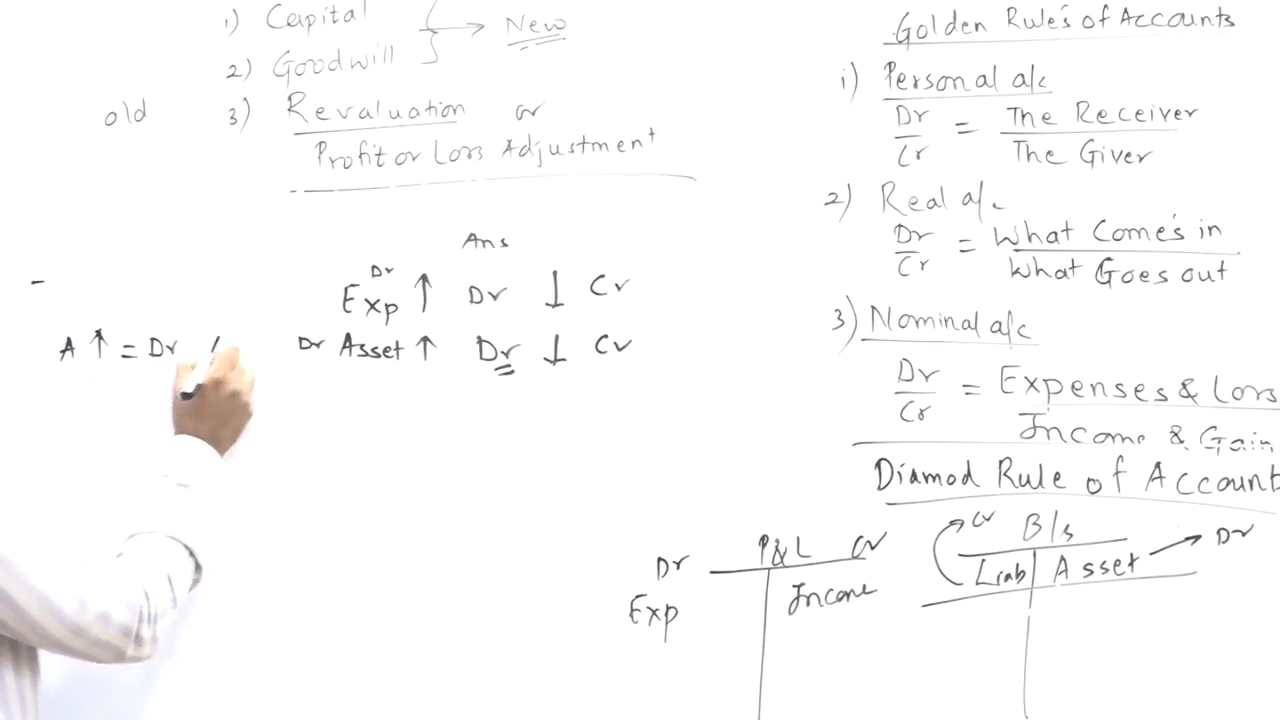 1) Capital
2) Goodwill
New
old 3) Revaluation or
Profit or Loss Adjustment
Ans
Dr
Exp ↑ Dr ↓ Cr
Dr Asset ↑ Dr ↓ Cr
A ↑ = Dr
Golden Rule's of Accounts
1) Personal a/c
Dr = The Receiver
Cr The Giver
2) Real a/c
Dr = What Come's in
Cr What Goes out
3) Nominal a/c
Dr = Expenses & Loss
Cr Income & Gain
Diamod Rule of Account
Dr P&L Cr
Exp Income
Cr B/s Dr
Liab Asset